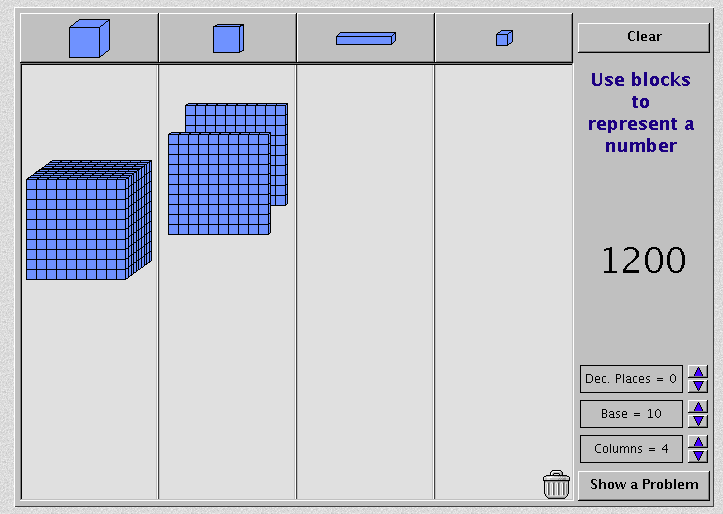 Clear
Use blocks
to
represent a
number
1200
Dec. Places = 0
Base = 10
Columns = 4
Show a Problem